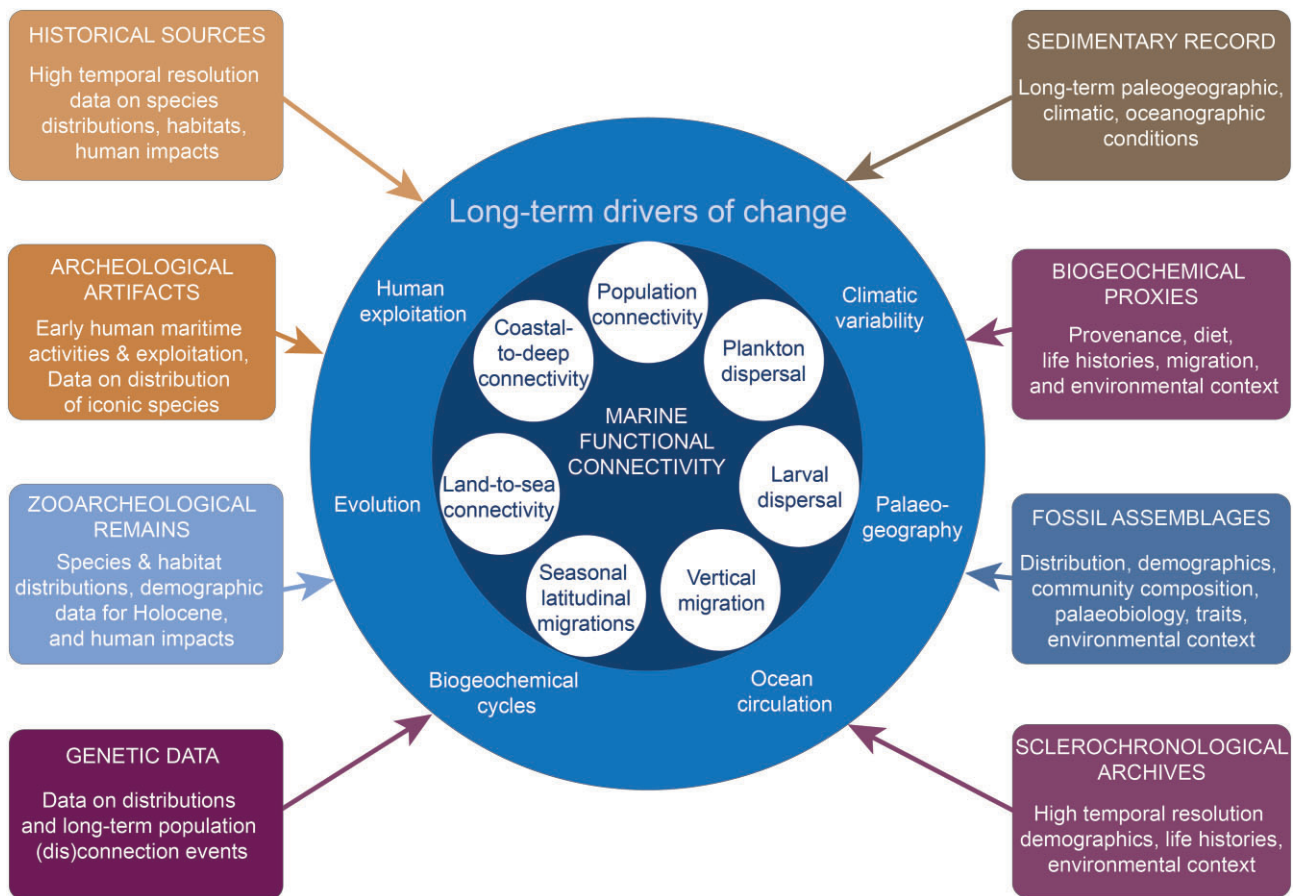 HISTORICAL SOURCES
High temporal resolution
data on species
distributions, habitats,
human impacts
ARCHEOLOGICAL
ARTIFACTS
Early human maritime
activities & exploitation,
Data on distribution
of iconic species
ZOOARCHEOLOGICAL
REMAINS
Species & habitat
distributions, demographic
data for Holocene,
and human impacts
GENETIC DATA
Data on distributions
and long-term population
(dis)connection events
Long-term drivers of change
Human
exploitation
Climatic
variability
Evolution
Palaeo-
geography
Biogeochemical
cycles
Ocean
circulation
Population
connectivity
Coastal-
to-deep
connectivity
Plankton
dispersal
MARINE
FUNCTIONAL
CONNECTIVITY
Land-to-sea
connectivity
Larval
dispersal
Seasonal
latitudinal
migrations
Vertical
migration
SEDIMENTARY RECORD
Long-term paleogeographic,
climatic, oceanographic
conditions
BIOGEOCHEMICAL
PROXIES
Provenance, diet,
life histories, migration,
and environmental context
FOSSIL ASSEMBLAGES
Distribution, demographics,
community composition,
palaeobiology, traits,
environmental context
SCLEROCHRONOLOGICAL
ARCHIVES
High temporal resolution
demographics, life histories,
environmental context